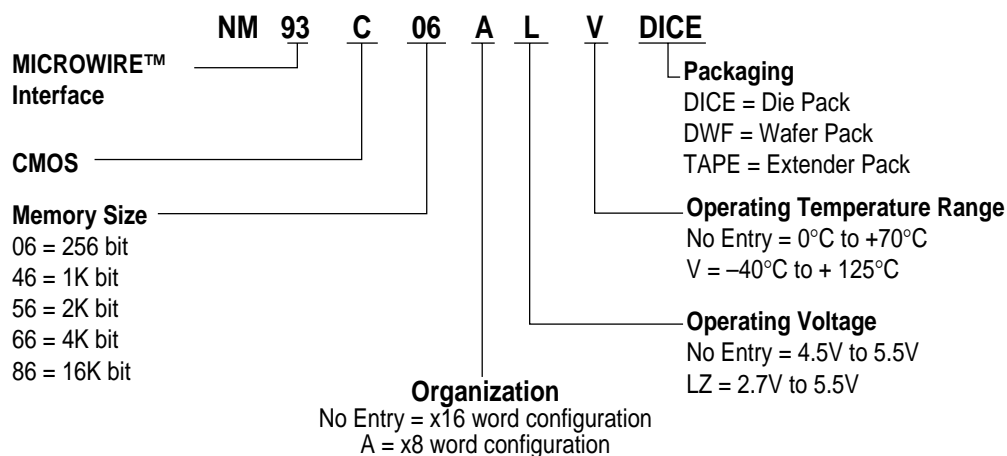 NM 93 C 06 A L V DICE
MICROWIRE™
Interface
CMOS
Memory Size
06 = 256 bit
46 = 1K bit
56 = 2K bit
66 = 4K bit
86 = 16K bit
Packaging
DICE = Die Pack
DWF = Wafer Pack
TAPE = Extender Pack
Operating Temperature Range
No Entry = 0°C to +70°C
V = –40°C to + 125°C
Operating Voltage
No Entry = 4.5V to 5.5V
LZ = 2.7V to 5.5V
Organization
No Entry = x16 word configuration
A = x8 word configuration